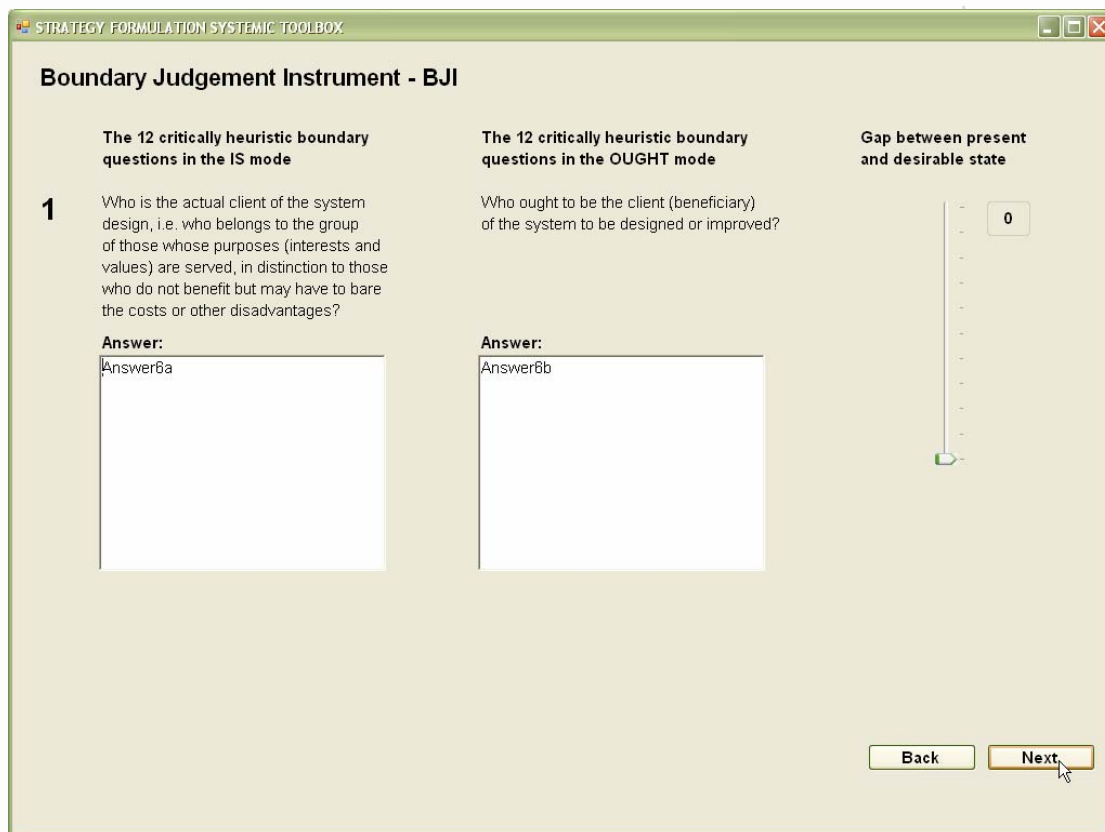 STRATEGY FORMULATION SYSTEMIC TOOLBOX
Boundary Judgement Instrument - BJI
The 12 critically heuristic boundary
questions in the IS mode
The 12 critically heuristic boundary
questions in the OUGHT mode
Gap between present
and desirable state
1
Who is the actual client of the system
design, i.e. who belongs to the group
of those whose purposes (interests and
values) are served, in distinction to those
who do not benefit but may have to bare
the costs or other disadvantages?
Who ought to be the client (beneficiary)
of the system to be designed or improved?
0
Answer:
Answer6a
Answer:
Answer6b
Back
Next